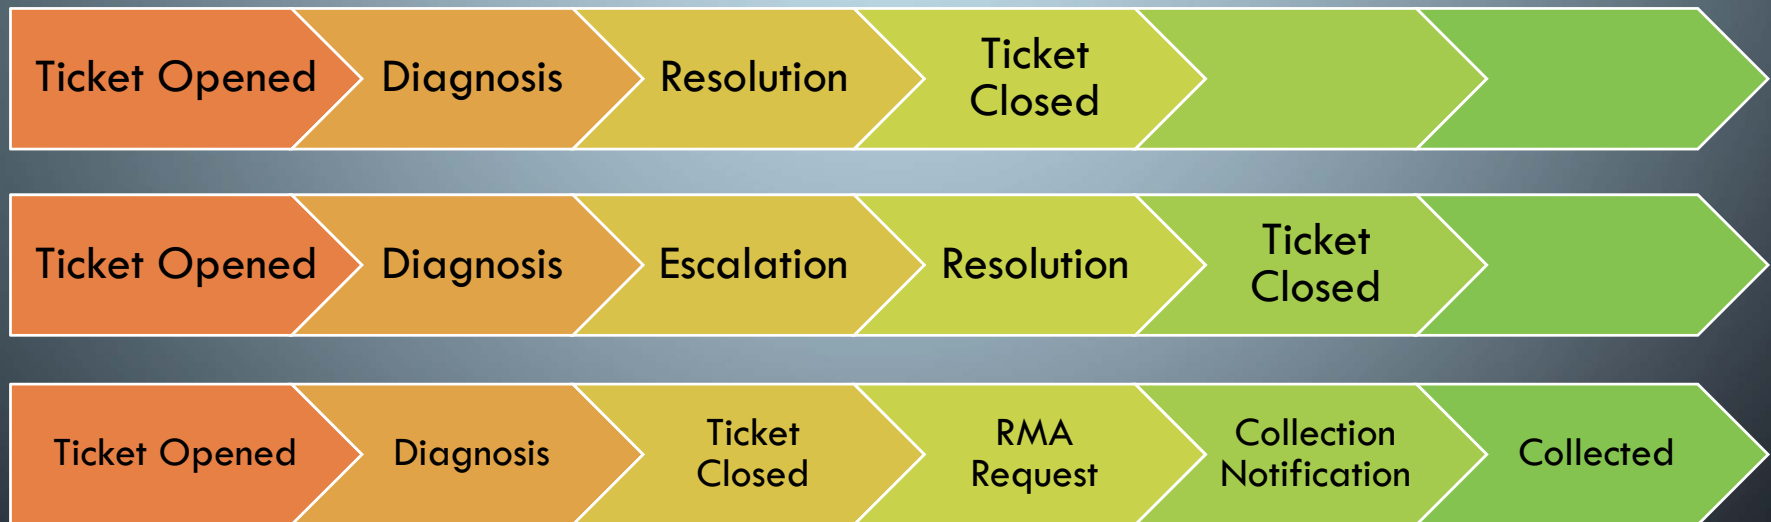 Ticket Opened
Diagnosis
Resolution
Ticket
Closed
Ticket Opened
Diagnosis
Escalation
Resolution
Ticket
Closed
Ticket Opened
Diagnosis
Ticket
Closed
RMA
Request
Collection
Notification
Collected